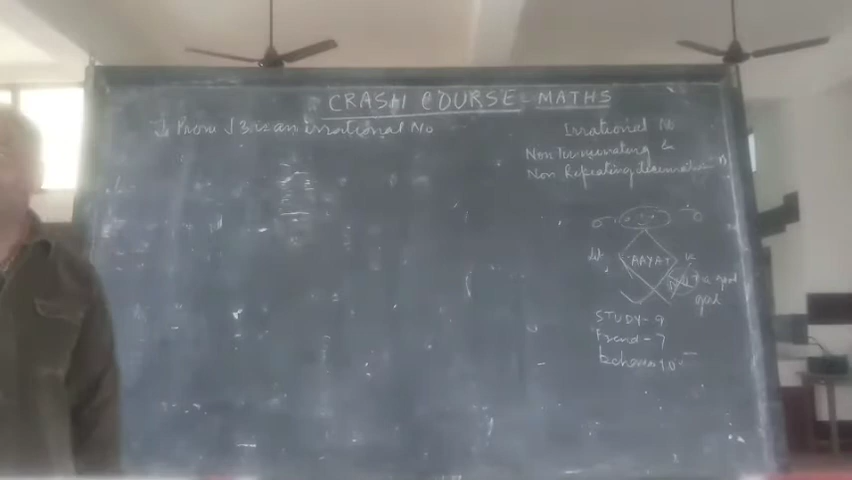 CRASH COURSE - MATHS
Prove √3 is an irrational No
Irrational No
Non Terminating &
Non Repeating
AAYAT
good
STUDY - 9
Friend - 7